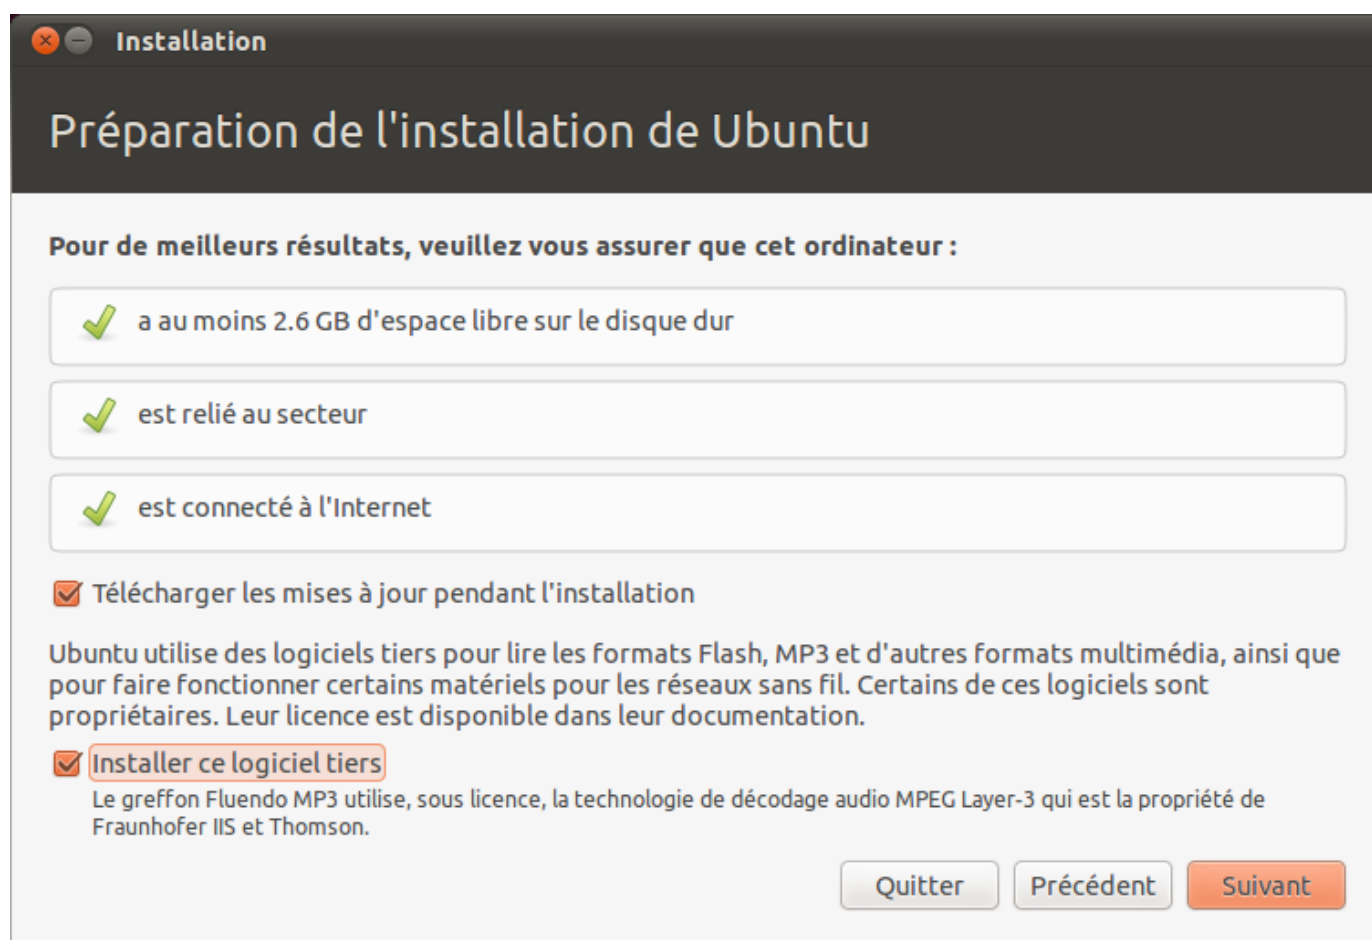 Installation
Préparation de l'installation de Ubuntu
Pour de meilleurs résultats, veuillez vous assurer que cet ordinateur :
a au moins 2.6 GB d'espace libre sur le disque dur
est relié au secteur
est connecté à l'Internet
Télécharger les mises à jour pendant l'installation
Ubuntu utilise des logiciels tiers pour lire les formats Flash, MP3 et d'autres formats multimédia, ainsi que
pour faire fonctionner certains matériels pour les réseaux sans fil. Certains de ces logiciels sont
propriétaires. Leur licence est disponible dans leur documentation.
Installer ce logiciel tiers
Le greffon Fluendo MP3 utilise, sous licence, la technologie de décodage audio MPEG Layer-3 qui est la propriété de
Fraunhofer IIS et Thomson.
Quitter Précédent Suivant